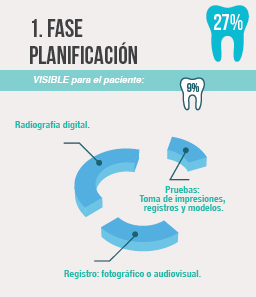 27%
1. FASE
PLANIFICACIÓN
VISIBLE para el paciente:
9%
Radiografía digital.
Pruebas:
Toma de impresiones,
registros y modelos.
Registro: fotográfico o audiovisual.